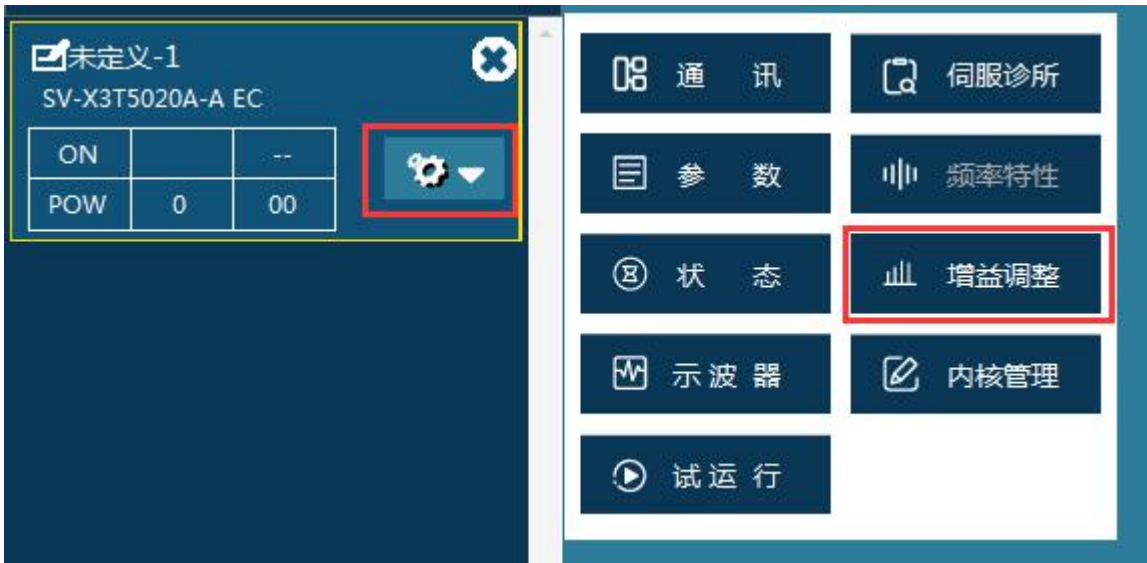 未定义-1
SV-X3T5020A-A EC
ON --
POW 0 00
通 讯 伺服诊所
参 数 频率特性
状 态 增益调整
示波器 内核管理
试运行